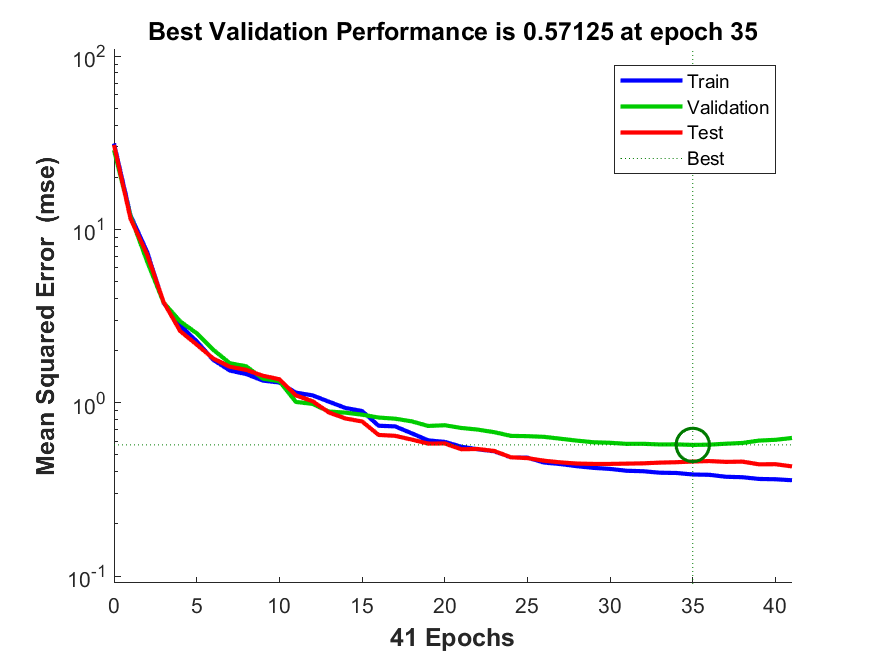 Best Validation Performance is 0.57125 at epoch 35
Mean Squared Error (mse)
10^2
10^1
10^0
10^-1
Train
Validation
Test
Best
0 5 10 15 20 25 30 35 40
41 Epochs